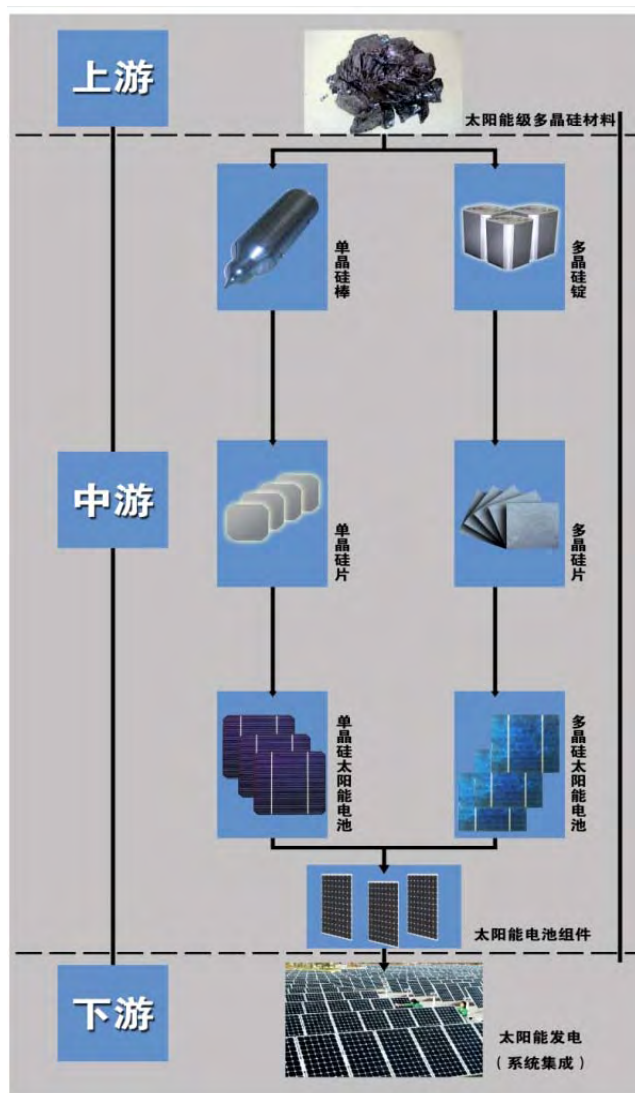 上游
太阳能级多晶硅材料
单晶硅棒
多晶硅锭
中游
单晶硅片
多晶硅片
单晶硅太阳能电池
多晶硅太阳能电池
太阳能电池组件
下游
太阳能发电
（系统集成）